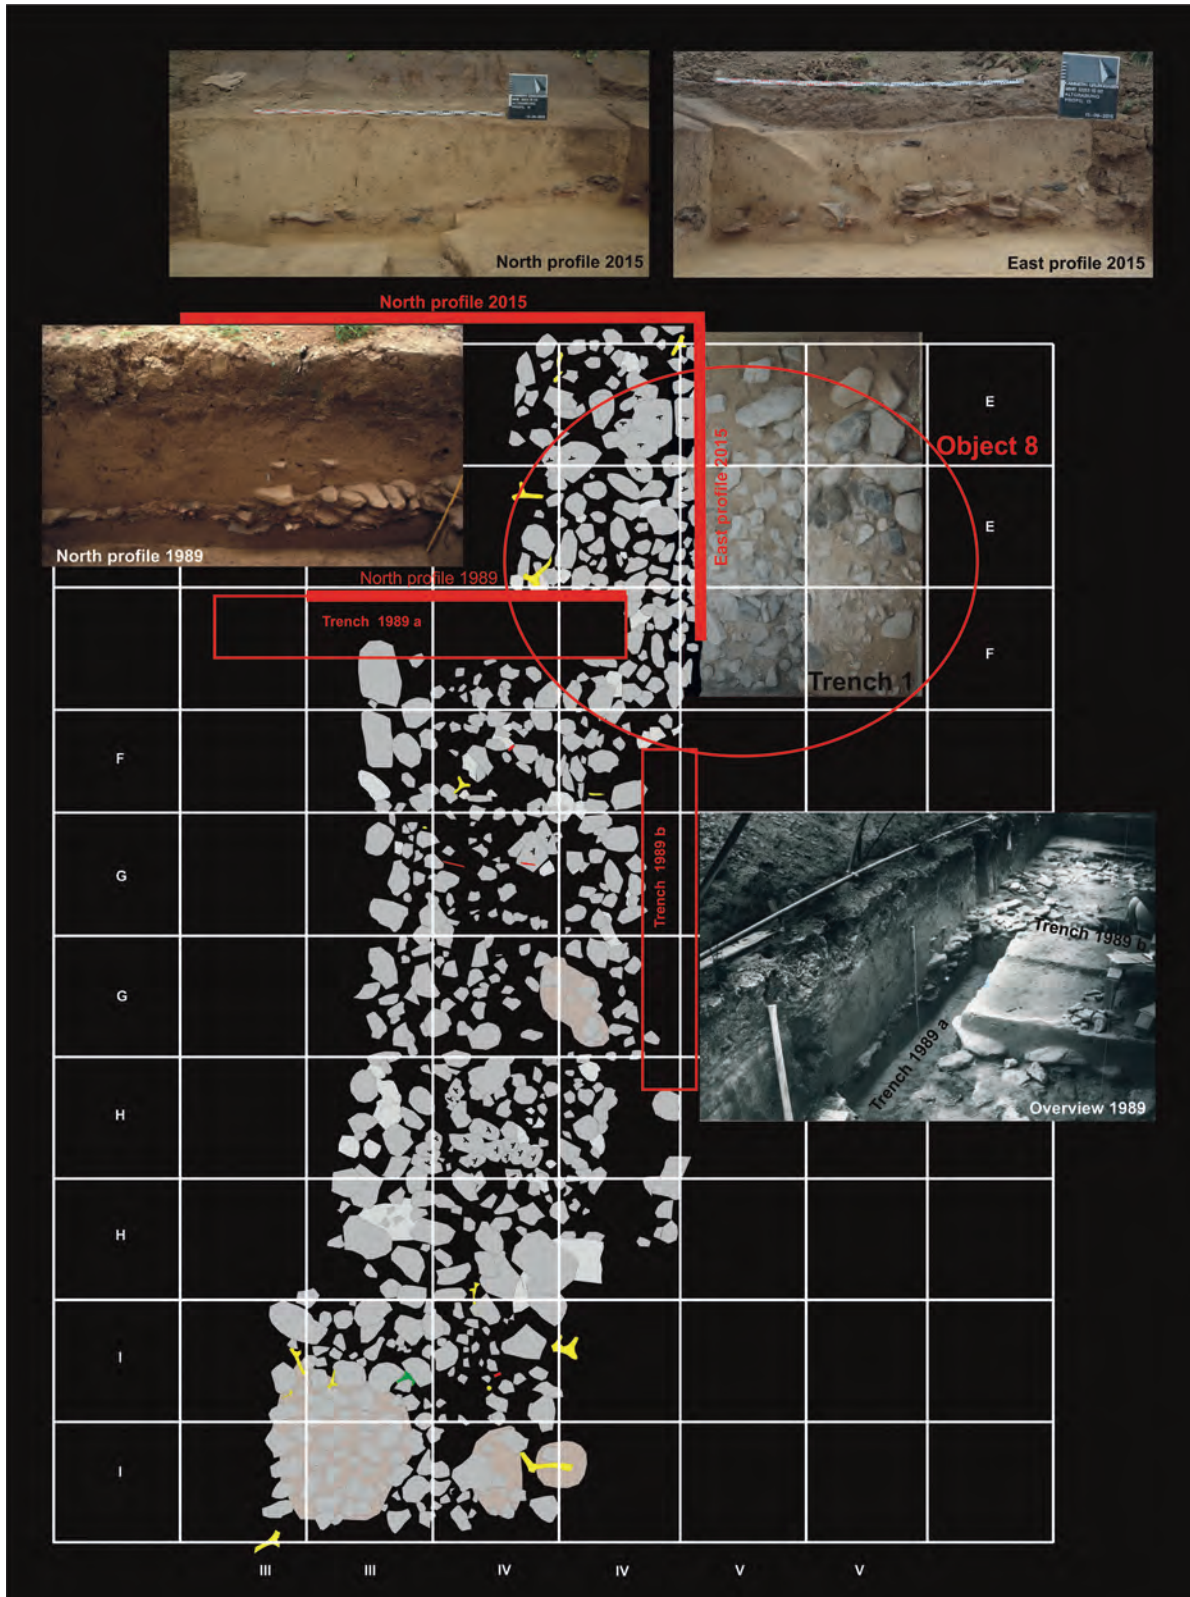 North profile 2015
East profile 2015
North profile 2015
North profile 1989
East profile 2015
Object 8
North profile 1989
Trench 1989 a
Trench 1
E
E
F
F
G
G
H
H
I
I
Trench 1989 b
Trench 1989 b
Trench 1989 a
Overview 1989
III
III
IV
IV
V
V